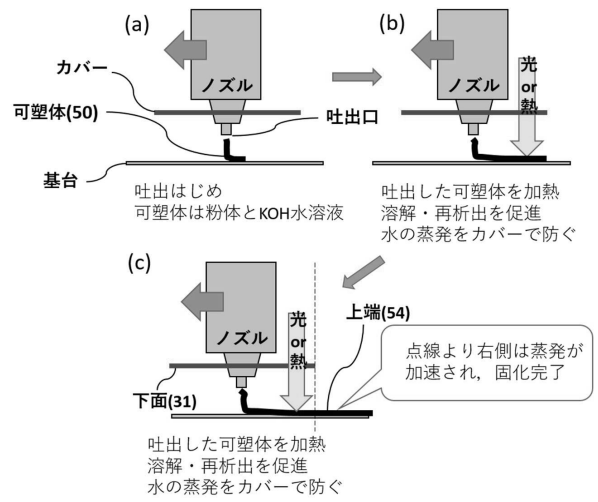 (a)
ノズル
カバー
可塑体(50)
吐出口
基台
吐出はじめ
可塑体は粉体とKOH水溶液
(b)
ノズル
光
or
熱
吐出した可塑体を加熱
溶解・再析出を促進
水の蒸発をカバーで防ぐ
(c)
ノズル
光
or
熱
上端(54)
点線より右側は蒸発が
加速され，固化完了
下面(31)
吐出した可塑体を加熱
溶解・再析出を促進
水の蒸発をカバーで防ぐ